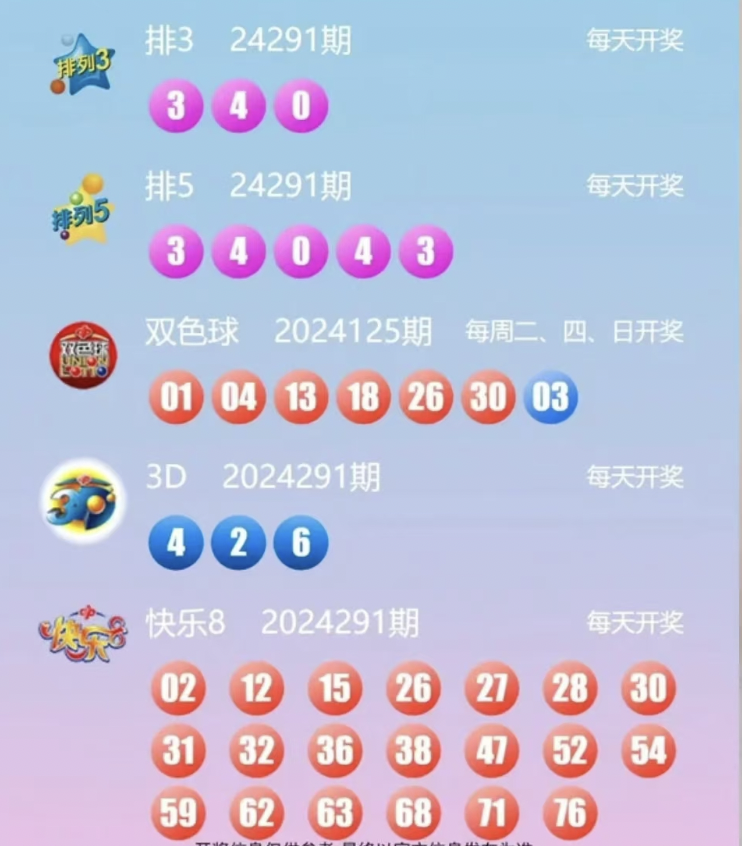 排列3
排3 24291期 每天开奖
3 4 0
排列5
排5 24291期 每天开奖
3 4 0 4 3
双色球
UNION
LOTTO
双色球 2024125期 每周二、四、日开奖
01 04 13 18 26 30 03
3D
3D 2024291期 每天开奖
4 2 6
快乐8
快乐8 2024291期 每天开奖
02 12 15 26 27 28 30
31 32 36 38 47 52 54
59 62 63 68 71 76